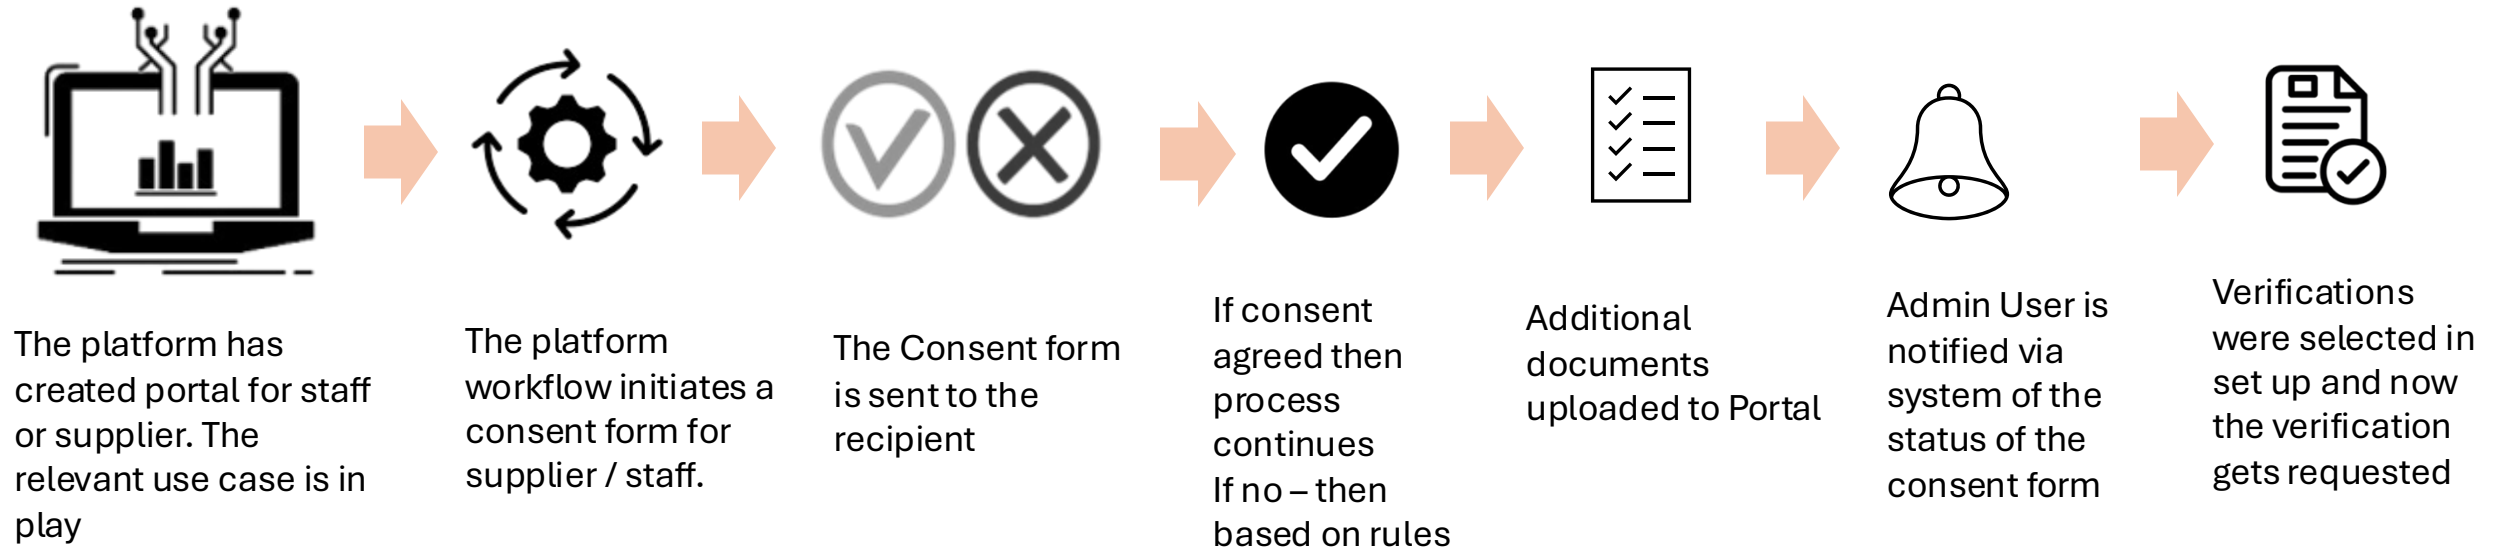 The platform has
created portal for staff
or supplier. The
relevant use case is in
play
The platform
workflow initiates a
consent form for
supplier / staff.
The Consent form
is sent to the
recipient
If consent
agreed then
process
continues
If no – then
based on rules
Additional
documents
uploaded to Portal
Admin User is
notified via
system of the
status of the
consent form
Verifications
were selected in
set up and now
the verification
gets requested